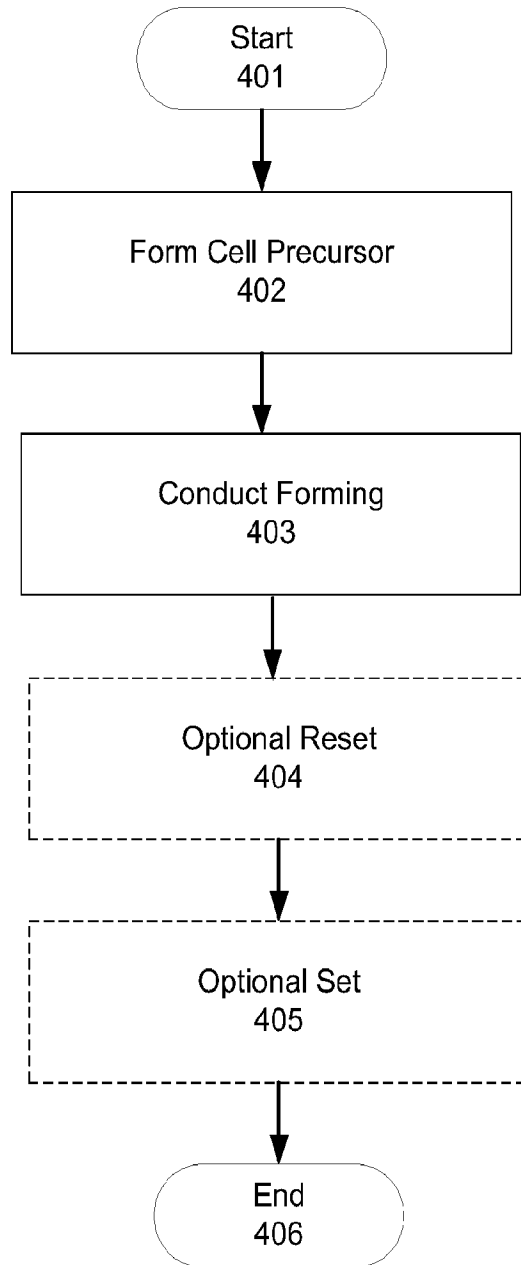 Start
401
Form Cell Precursor
402
Conduct Forming
403
Optional Reset
404
Optional Set
405
End
406